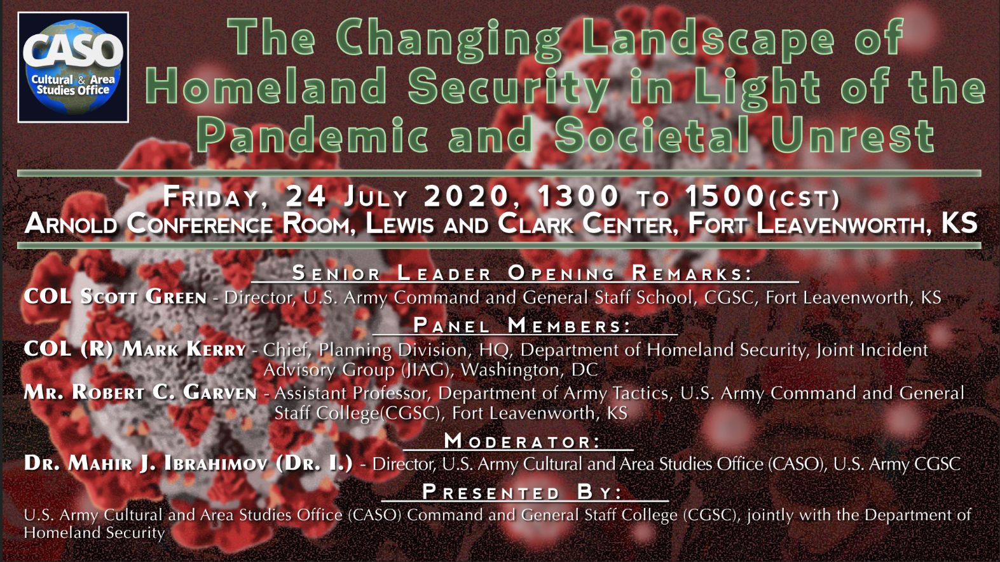 CASO
Cultural & Area
Studies Office
The Changing Landscape of
Homeland Security in Light of the
Pandemic and Societal Unrest
Friday, 24 July 2020, 1300 to 1500(cst)
Arnold Conference Room, Lewis and Clark Center, Fort Leavenworth, KS
Senior Leader Opening Remarks:
COL Scott Green - Director, U.S. Army Command and General Staff School, CGSC, Fort Leavenworth, KS
Panel Members:
COL (R) Mark Kerry - Chief, Planning Division, HQ, Department of Homeland Security, Joint Incident
Advisory Group (JIAG), Washington, DC
Mr. Robert C. Garven - Assistant Professor, Department of Army Tactics, U.S. Army Command and General
Staff College(CGSC), Fort Leavenworth, KS
Moderator:
Dr. Mahir J. Ibrahimov (Dr. I.) - Director, U.S. Army Cultural and Area Studies Office (CASO), U.S. Army CGSC
Presented By:
U.S. Army Cultural and Area Studies Office (CASO) Command and General Staff College (CGSC), jointly with the Department of
Homeland Security